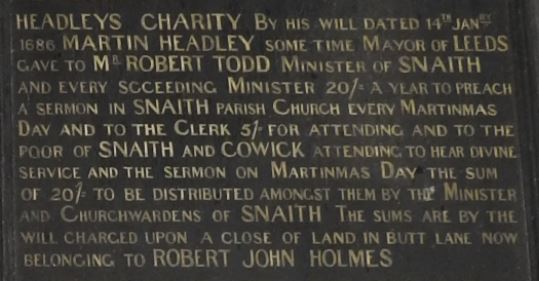 HEADLEYS CHARITY BY HIS WILL DATED 14TH JANRY
1686 MARTIN HEADLEY SOME TIME MAYOR OF LEEDS
GAVE TO MR ROBERT TODD MINISTER OF SNAITH
AND EVERY SCCEEDING MINISTER 20/= A YEAR TO PREACH
A SERMON IN SNAITH PARISH CHURCH EVERY MARTINMAS
DAY AND TO THE CLERK 5/= FOR ATTENDING AND TO THE
POOR OF SNAITH AND COWICK ATTENDING TO HEAR DIVINE
SERVICE AND THE SERMON ON MARTINMAS DAY THE SUM
OF 20/= TO BE DISTRIBUTED AMONGST THEM BY THE MINISTER
AND CHURCHWARDENS OF SNAITH THE SUMS ARE BY THE
WILL CHARGED UPON A CLOSE OF LAND IN BUTT LANE NOW
BELONGING TO ROBERT JOHN HOLMES